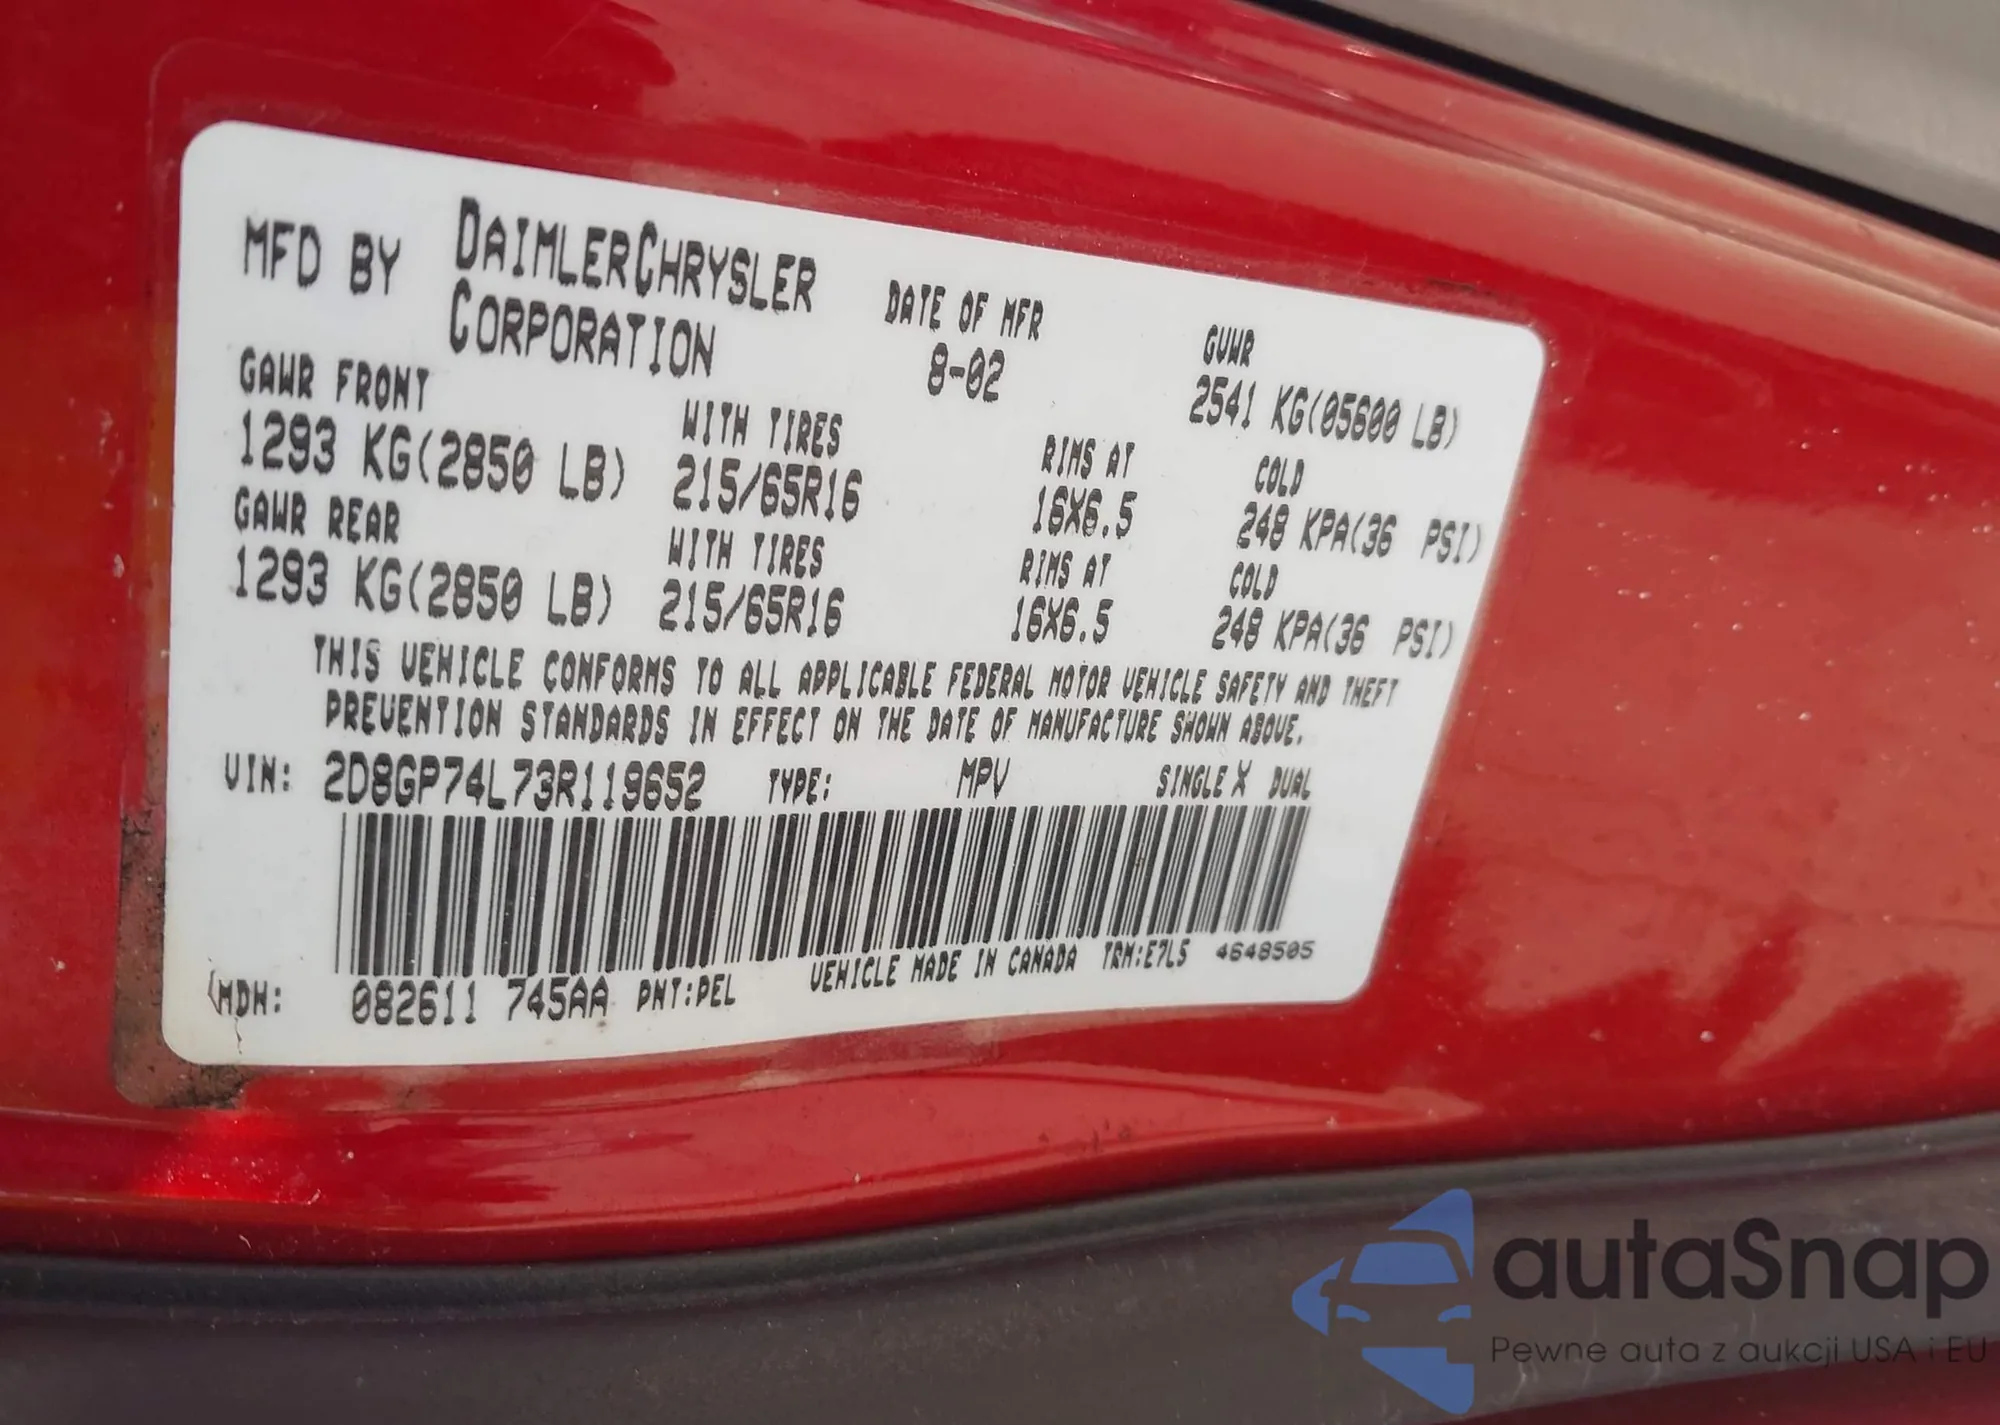 MFD BY DAIMLERCHRYSLER CORPORATION
DATE OF MFR 8-02
GVWR 2541 KG(05600 LB)
GAWR FRONT WITH TIRES RIMS AT COLD
1293 KG(2850 LB) 215/65R16 16X6.5 248 KPA(36 PSI)
GAWR REAR WITH TIRES RIMS AT COLD
1293 KG(2850 LB) 215/65R16 16X6.5 248 KPA(36 PSI)
THIS VEHICLE CONFORMS TO ALL APPLICABLE FEDERAL MOTOR VEHICLE SAFETY AND THEFT
PREVENTION STANDARDS IN EFFECT ON THE DATE OF MANUFACTURE SHOWN ABOVE.
VIN: 2D8GP74L73R119652 TYPE: MPV SINGLE X DUAL
MDH: 082611 745AA PNT:PEL VEHICLE MADE IN CANADA TRM:E7L5 4648505
autaSnap
Pewne auta z aukcji USA i EU